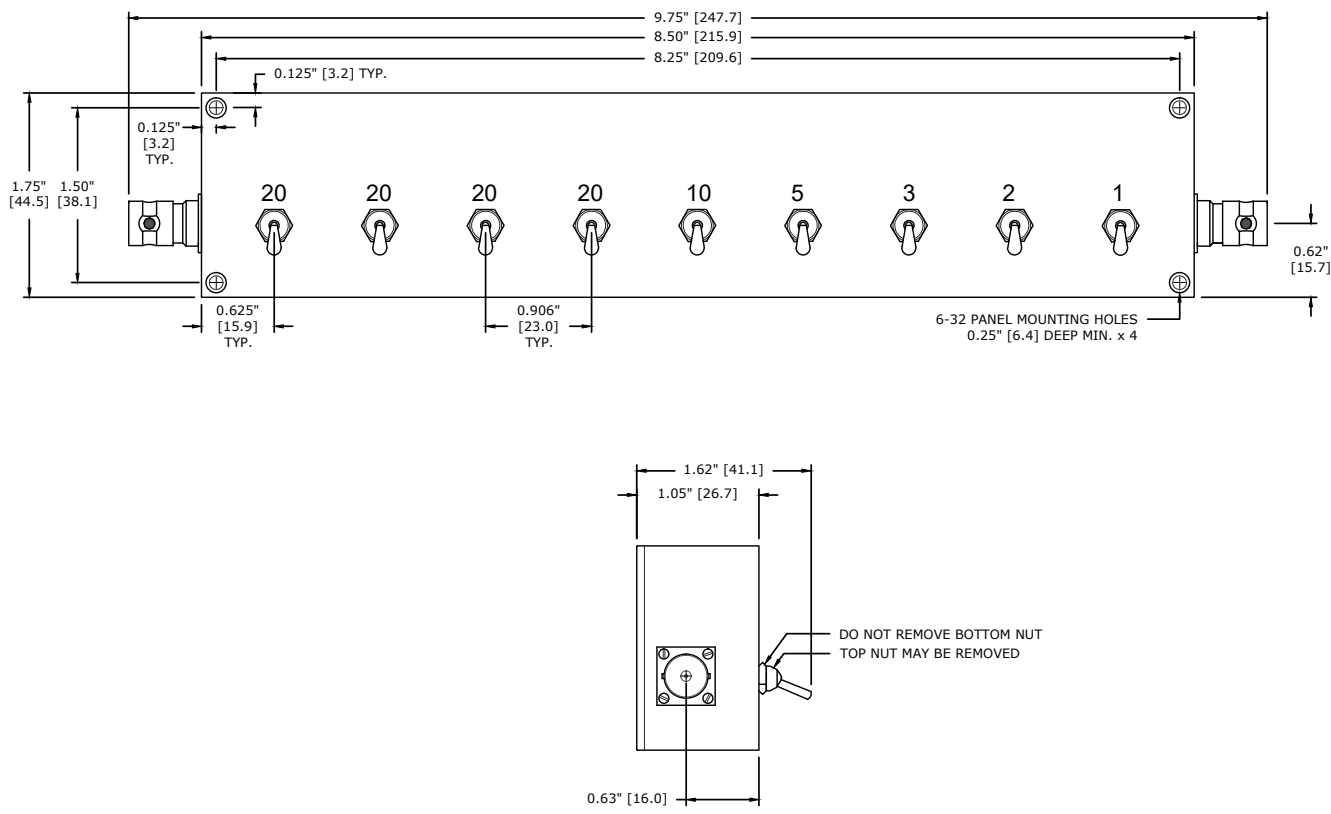 9.75" [247.7]
8.50" [215.9]
8.25" [209.6]
0.125" [3.2] TYP.
0.125"
[3.2]
TYP.
1.75"
[44.5]
1.50"
[38.1]
20 20 20 20 10 5 3 2 1
0.62"
[15.7]
0.625"
[15.9]
TYP.
0.906"
[23.0]
TYP.
6-32 PANEL MOUNTING HOLES
0.25" [6.4] DEEP MIN. x 4
1.62" [41.1]
1.05" [26.7]
DO NOT REMOVE BOTTOM NUT
TOP NUT MAY BE REMOVED
0.63" [16.0]